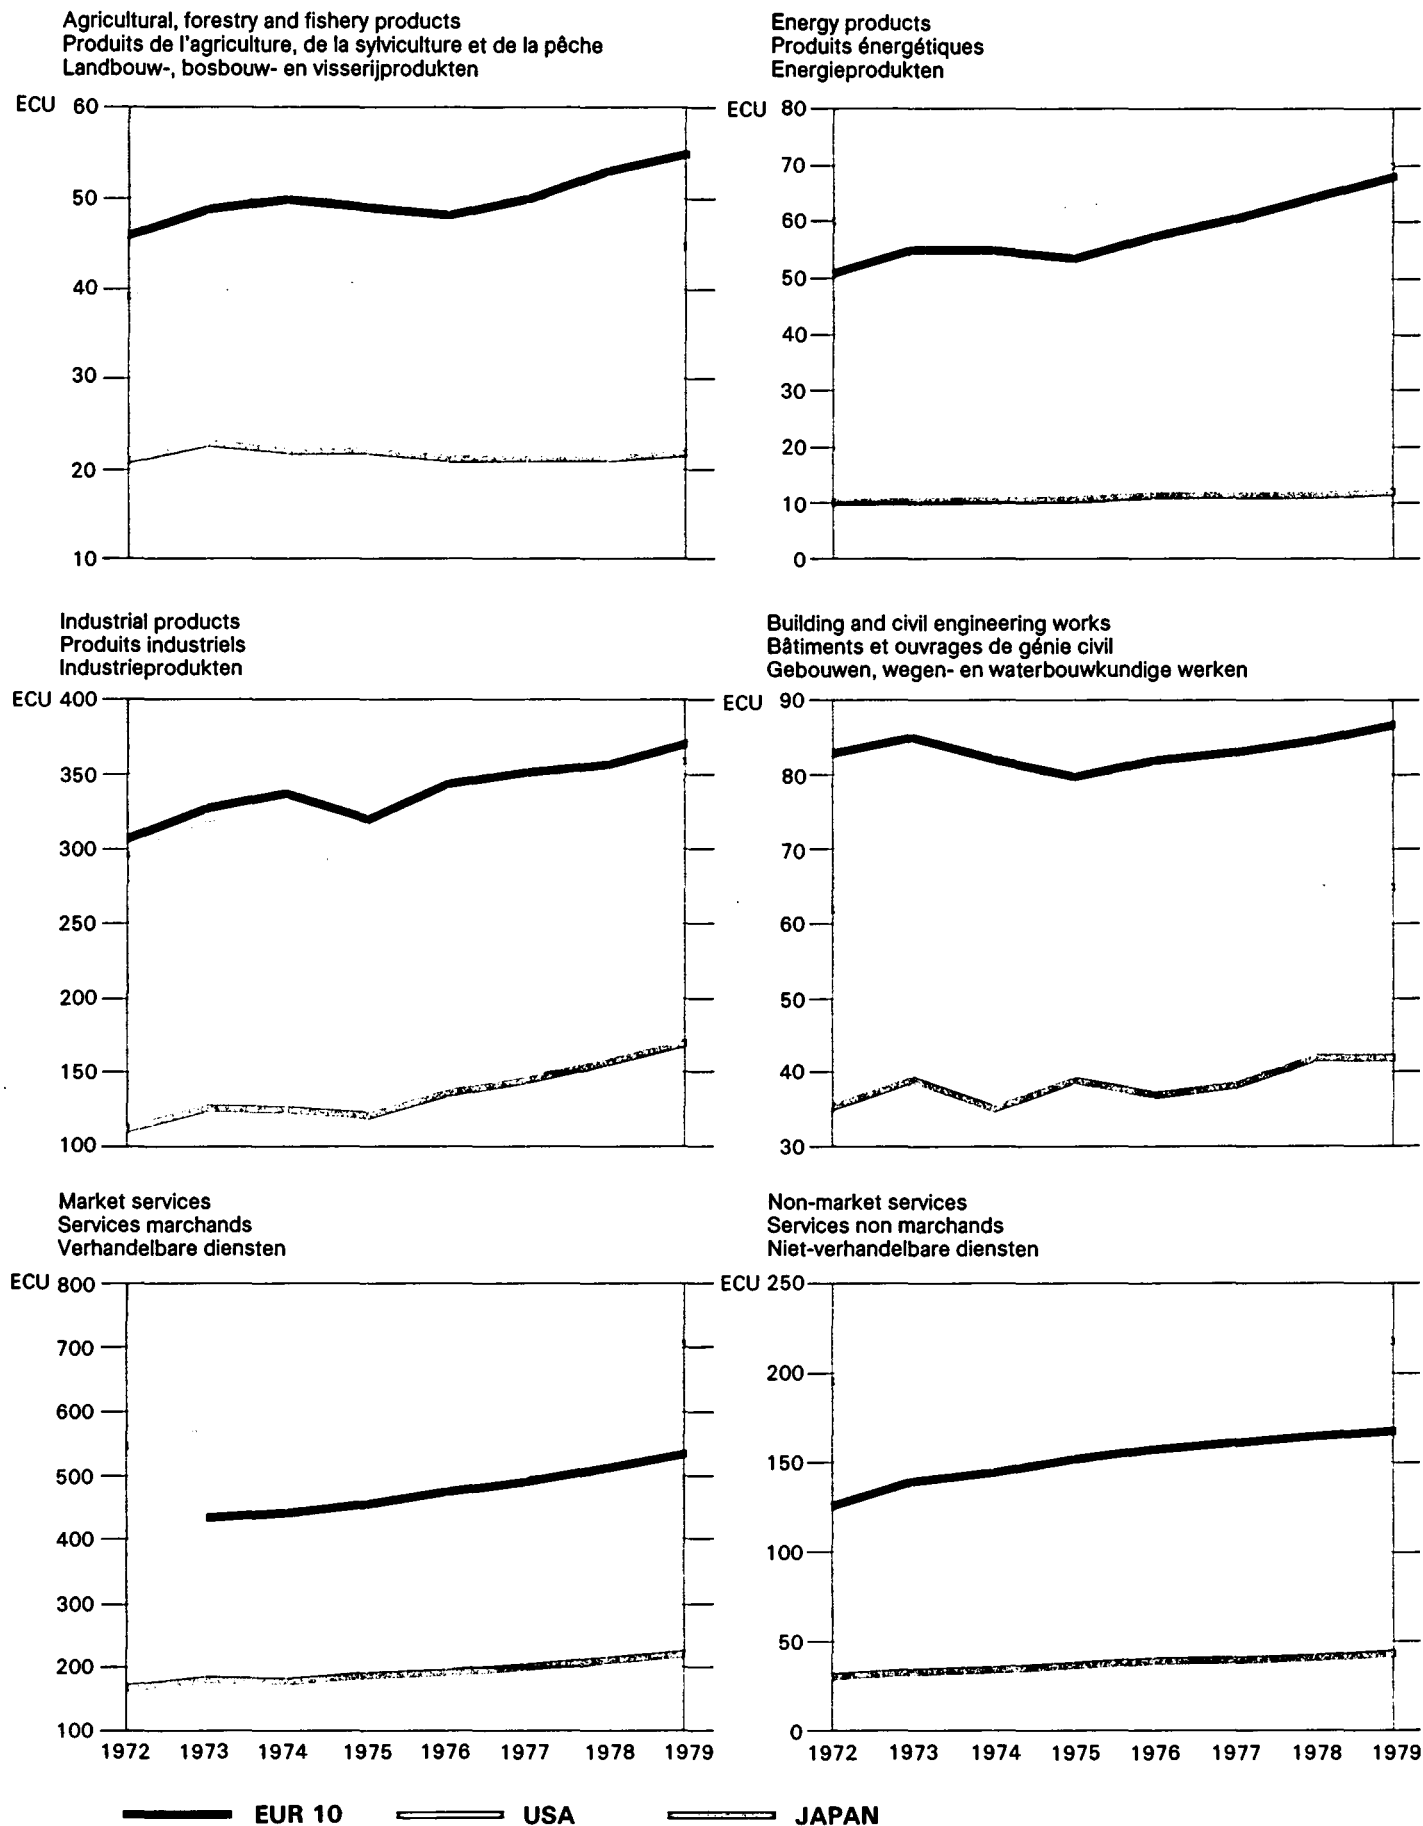 Agricultural, forestry and fishery products
Produits de l'agriculture, de la sylviculture et de la pêche
Landbouw-, bosbouw- en visserijprodukten
ECU 60
50
40
30
20
10
Energy products
Produits énergétiques
Energieprodukten
ECU 80
70
60
50
40
30
20
10
0
Industrial products
Produits industriels
Industrieprodukten
ECU 400
350
300
250
200
150
100
Building and civil engineering works
Bâtiments et ouvrages de génie civil
Gebouwen, wegen- en waterbouwkundige werken
ECU 90
80
70
60
50
40
30
Market services
Services marchands
Verhandelbare diensten
ECU 800
700
600
500
400
300
200
100
1972 1973 1974 1975 1976 1977 1978 1979
Non-market services
Services non marchands
Niet-verhandelbare diensten
ECU 250
200
150
100
50
0
1972 1973 1974 1975 1976 1977 1978 1979
EUR 10 USA JAPAN